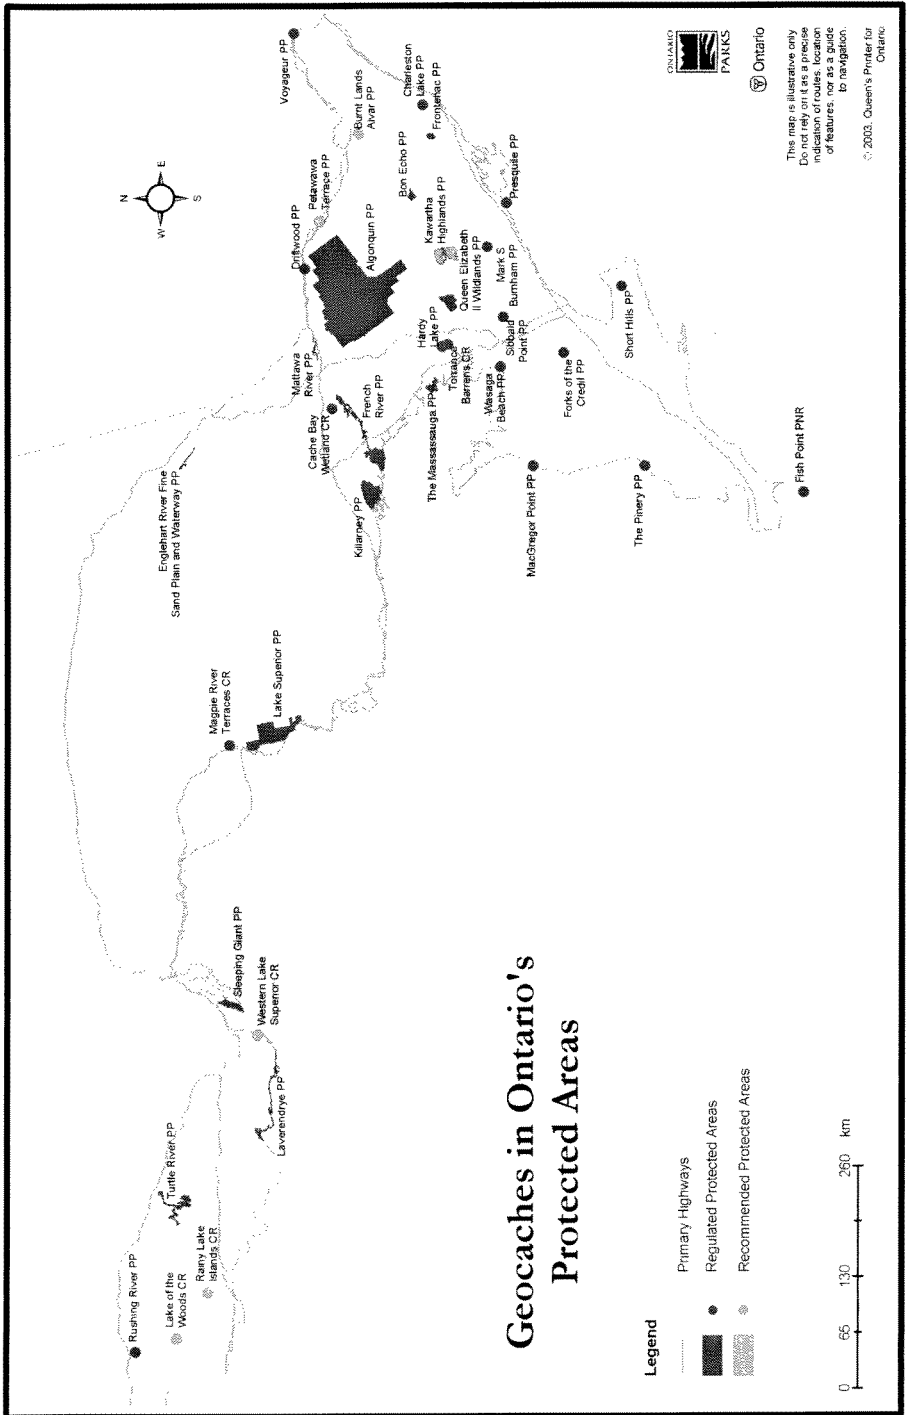 Rushing River PP
Lake of the
Woods CR
Rainy Lake
Islands CR
Turtle River PP
Laverendrye PP
Western Lake
Superior CR
Sleeping Giant PP
Magpie River
Terraces CR
Lake Superior PP
Englehart River Fine
Sand Plain and Waterway PP
Killarney PP
Cache Bay
Wetland CR
French
River PP
Mattawa
River PP
Driftwood PP
Petawawa
Terrace PP
Algonquin PP
Voyageur PP
Burnt Lands
Alvar PP
Charleston
Lake PP
Frontenac PP
Bon Echo PP
Kawartha
Highlands PP
Queen Elizabeth
II Wildlands PP
Hardy
Lake PP
Torrance
Barrens CR
The Massassauga PP
Wasaga
Beach PP
Sibbald
Point PP
Mark S
Burnham PP
Presquile PP
MacGregor Point PP
Forks of the
Credit PP
Short Hills PP
The Pinery PP
Fish Point PNR
N
W
E
S
Geocaches in Ontario's
Protected Areas
Legend
Primary Highways
Regulated Protected Areas
Recommended Protected Areas
0 65 130 260 km
ONTARIO
PARKS
Ontario
This map is illustrative only
Do not rely on it as a precise
indication of routes, location
of features, nor as a guide
to navigation.
© 2003, Queen's Printer for
Ontario